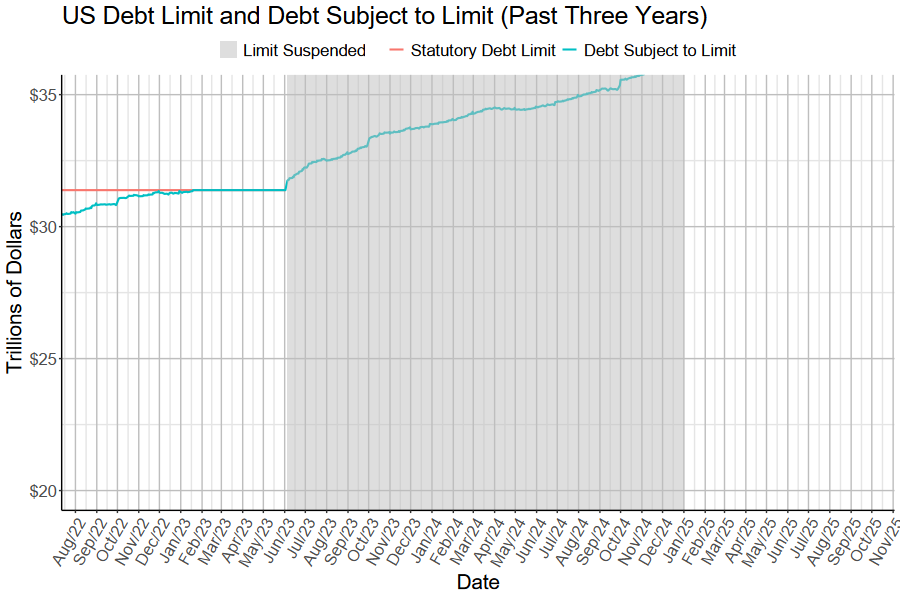 US Debt Limit and Debt Subject to Limit (Past Three Years)
Limit Suspended Statutory Debt Limit Debt Subject to Limit
Trillions of Dollars
$35
$30
$25
$20
Aug/22 Sep/22 Oct/22 Nov/22 Dec/22 Jan/23 Feb/23 Mar/23 Apr/23 May/23 Jun/23 Jul/23 Aug/23 Sep/23 Oct/23 Nov/23 Dec/23 Jan/24 Feb/24 Mar/24 Apr/24 May/24 Jun/24 Jul/24 Aug/24 Sep/24 Oct/24 Nov/24 Dec/24 Jan/25 Feb/25 Mar/25 Apr/25 May/25 Jun/25 Jul/25 Aug/25 Sep/25 Oct/25 Nov/25
Date